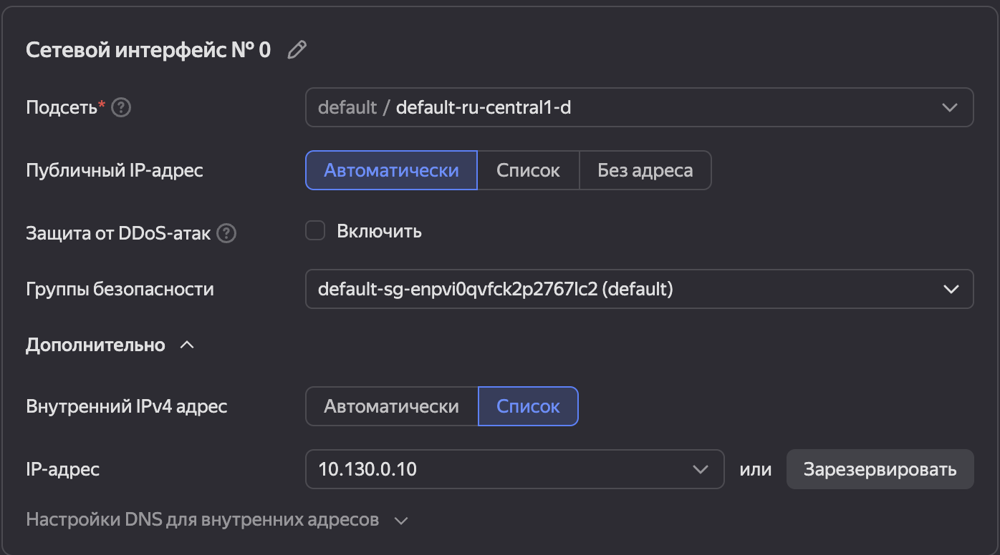 Сетевой интерфейс № 0
Подсеть* ? default / default-ru-central1-d
Публичный IP-адрес Автоматически Список Без адреса
Защита от DDoS-атак ? Включить
Группы безопасности default-sg-enpvi0qvfck2p2767lc2 (default)
Дополнительно
Внутренний IPv4 адрес Автоматически Список
IP-адрес 10.130.0.10 или Зарезервировать
Настройки DNS для внутренних адресов